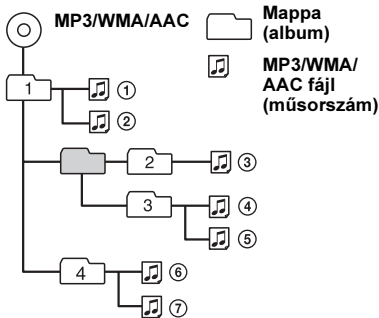 MP3/WMA/AAC
Mappa
(album)
MP3/WMA/
AAC fájl
(műsorszám)
1
①
②
2
③
3
④
⑤
4
⑥
⑦